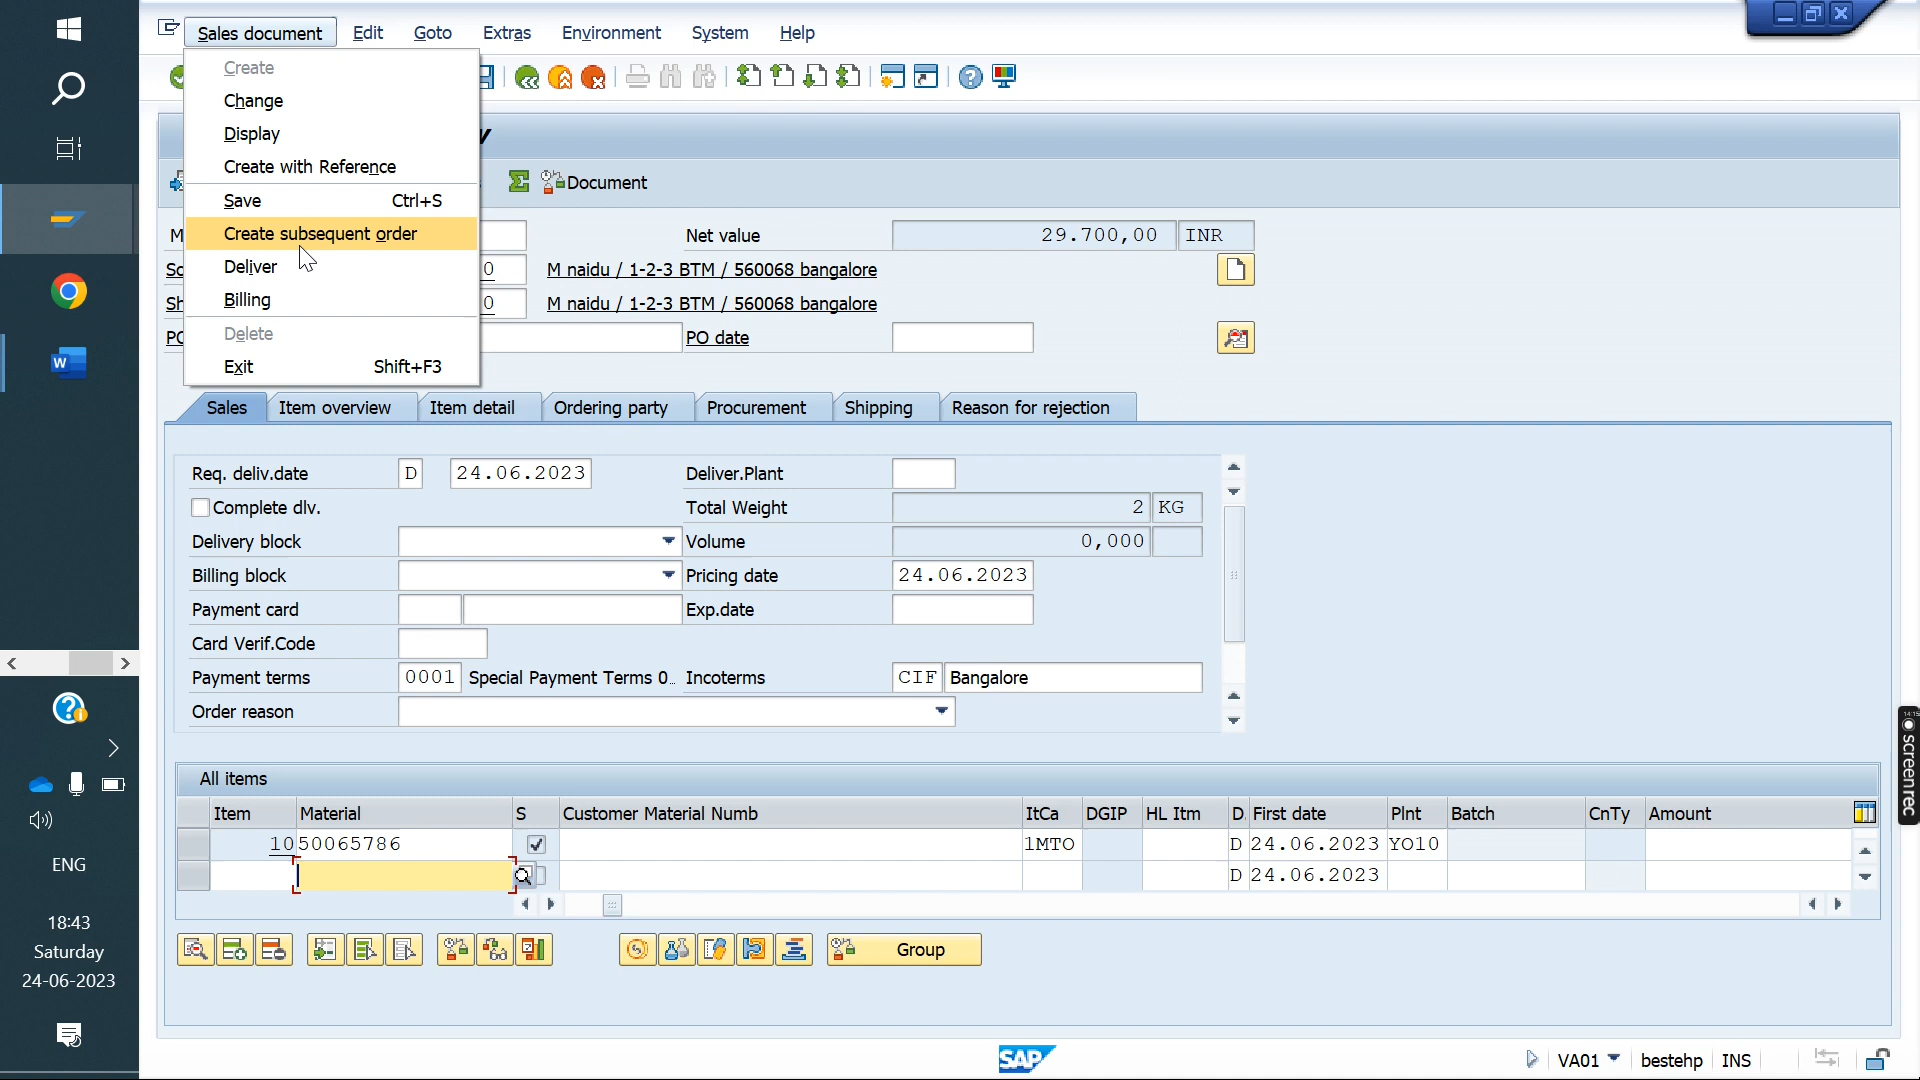 Sales document Edit Goto Extras Environment System Help
Create
Change
Display
Create with Reference
Save Ctrl+S
Create subsequent order
Deliver
Billing
Delete
Exit Shift+F3
Document
Net value 29.700,00 INR
0 M naidu / 1-2-3 BTM / 560068 bangalore
0 M naidu / 1-2-3 BTM / 560068 bangalore
PO date
Sales Item overview Item detail Ordering party Procurement Shipping Reason for rejection
Req. deliv.date D 24.06.2023 Deliver.Plant
Complete dlv. Total Weight 2 KG
Delivery block Volume 0,000
Billing block Pricing date 24.06.2023
Payment card Exp.date
Card Verif.Code
Payment terms 0001 Special Payment Terms 0.. Incoterms CIF Bangalore
Order reason
All items
Item Material S Customer Material Numb ItCa DGIP HL Itm D First date Plnt Batch CnTy Amount
10 50065786 1MTO D 24.06.2023 YO10
D 24.06.2023
Group
SAP VA01 bestehp INS
ENG
18:43
Saturday
24-06-2023
screenrec